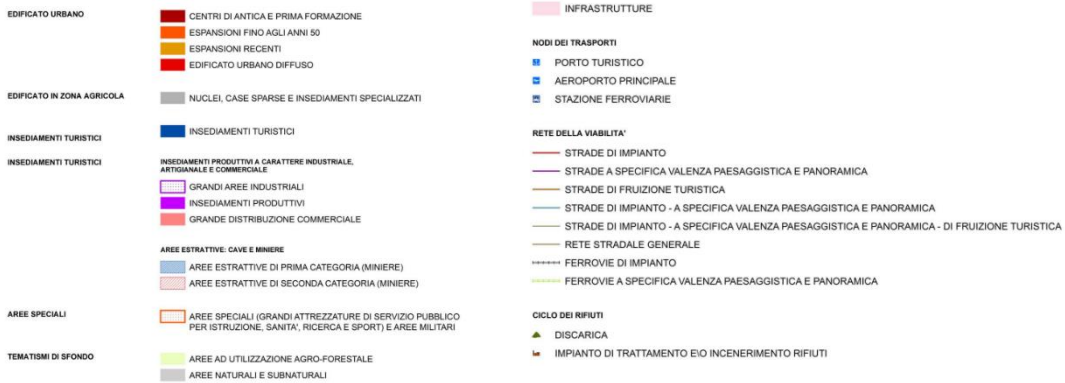 EDIFICATO URBANO
CENTRI DI ANTICA E PRIMA FORMAZIONE
ESPANSIONI FINO AGLI ANNI 50
ESPANSIONI RECENTI
EDIFICATO URBANO DIFFUSO
EDIFICATO IN ZONA AGRICOLA
NUCLEI, CASE SPARSE E INSEDIAMENTI SPECIALIZZATI
INSEDIAMENTI TURISTICI
INSEDIAMENTI TURISTICI
INSEDIAMENTI TURISTICI
INSEDIAMENTI PRODUTTIVI A CARATTERE INDUSTRIALE,
ARTIGIANALE E COMMERCIALE
GRANDI AREE INDUSTRIALI
INSEDIAMENTI PRODUTTIVI
GRANDE DISTRIBUZIONE COMMERCIALE
AREE ESTRATTIVE: CAVE E MINIERE
AREE ESTRATTIVE DI PRIMA CATEGORIA (MINIERE)
AREE ESTRATTIVE DI SECONDA CATEGORIA (MINIERE)
AREE SPECIALI
AREE SPECIALI (GRANDI ATTREZZATURE DI SERVIZIO PUBBLICO
PER ISTRUZIONE, SANITA', RICERCA E SPORT) E AREE MILITARI
TEMATISMI DI SFONDO
AREE AD UTILIZZAZIONE AGRO-FORESTALE
AREE NATURALI E SUBNATURALI
INFRASTRUTTURE
NODI DEI TRASPORTI
PORTO TURISTICO
AEROPORTO PRINCIPALE
STAZIONE FERROVIARIE
RETE DELLA VIABILITA'
STRADE DI IMPIANTO
STRADE A SPECIFICA VALENZA PAESAGGISTICA E PANORAMICA
STRADE DI FRUIZIONE TURISTICA
STRADE DI IMPIANTO - A SPECIFICA VALENZA PAESAGGISTICA E PANORAMICA
STRADE DI IMPIANTO - A SPECIFICA VALENZA PAESAGGISTICA E PANORAMICA - DI FRUIZIONE TURISTICA
RETE STRADALE GENERALE
FERROVIE DI IMPIANTO
FERROVIE A SPECIFICA VALENZA PAESAGGISTICA E PANORAMICA
CICLO DEI RIFIUTI
DISCARICA
IMPIANTO DI TRATTAMENTO E\O INCENERIMENTO RIFIUTI